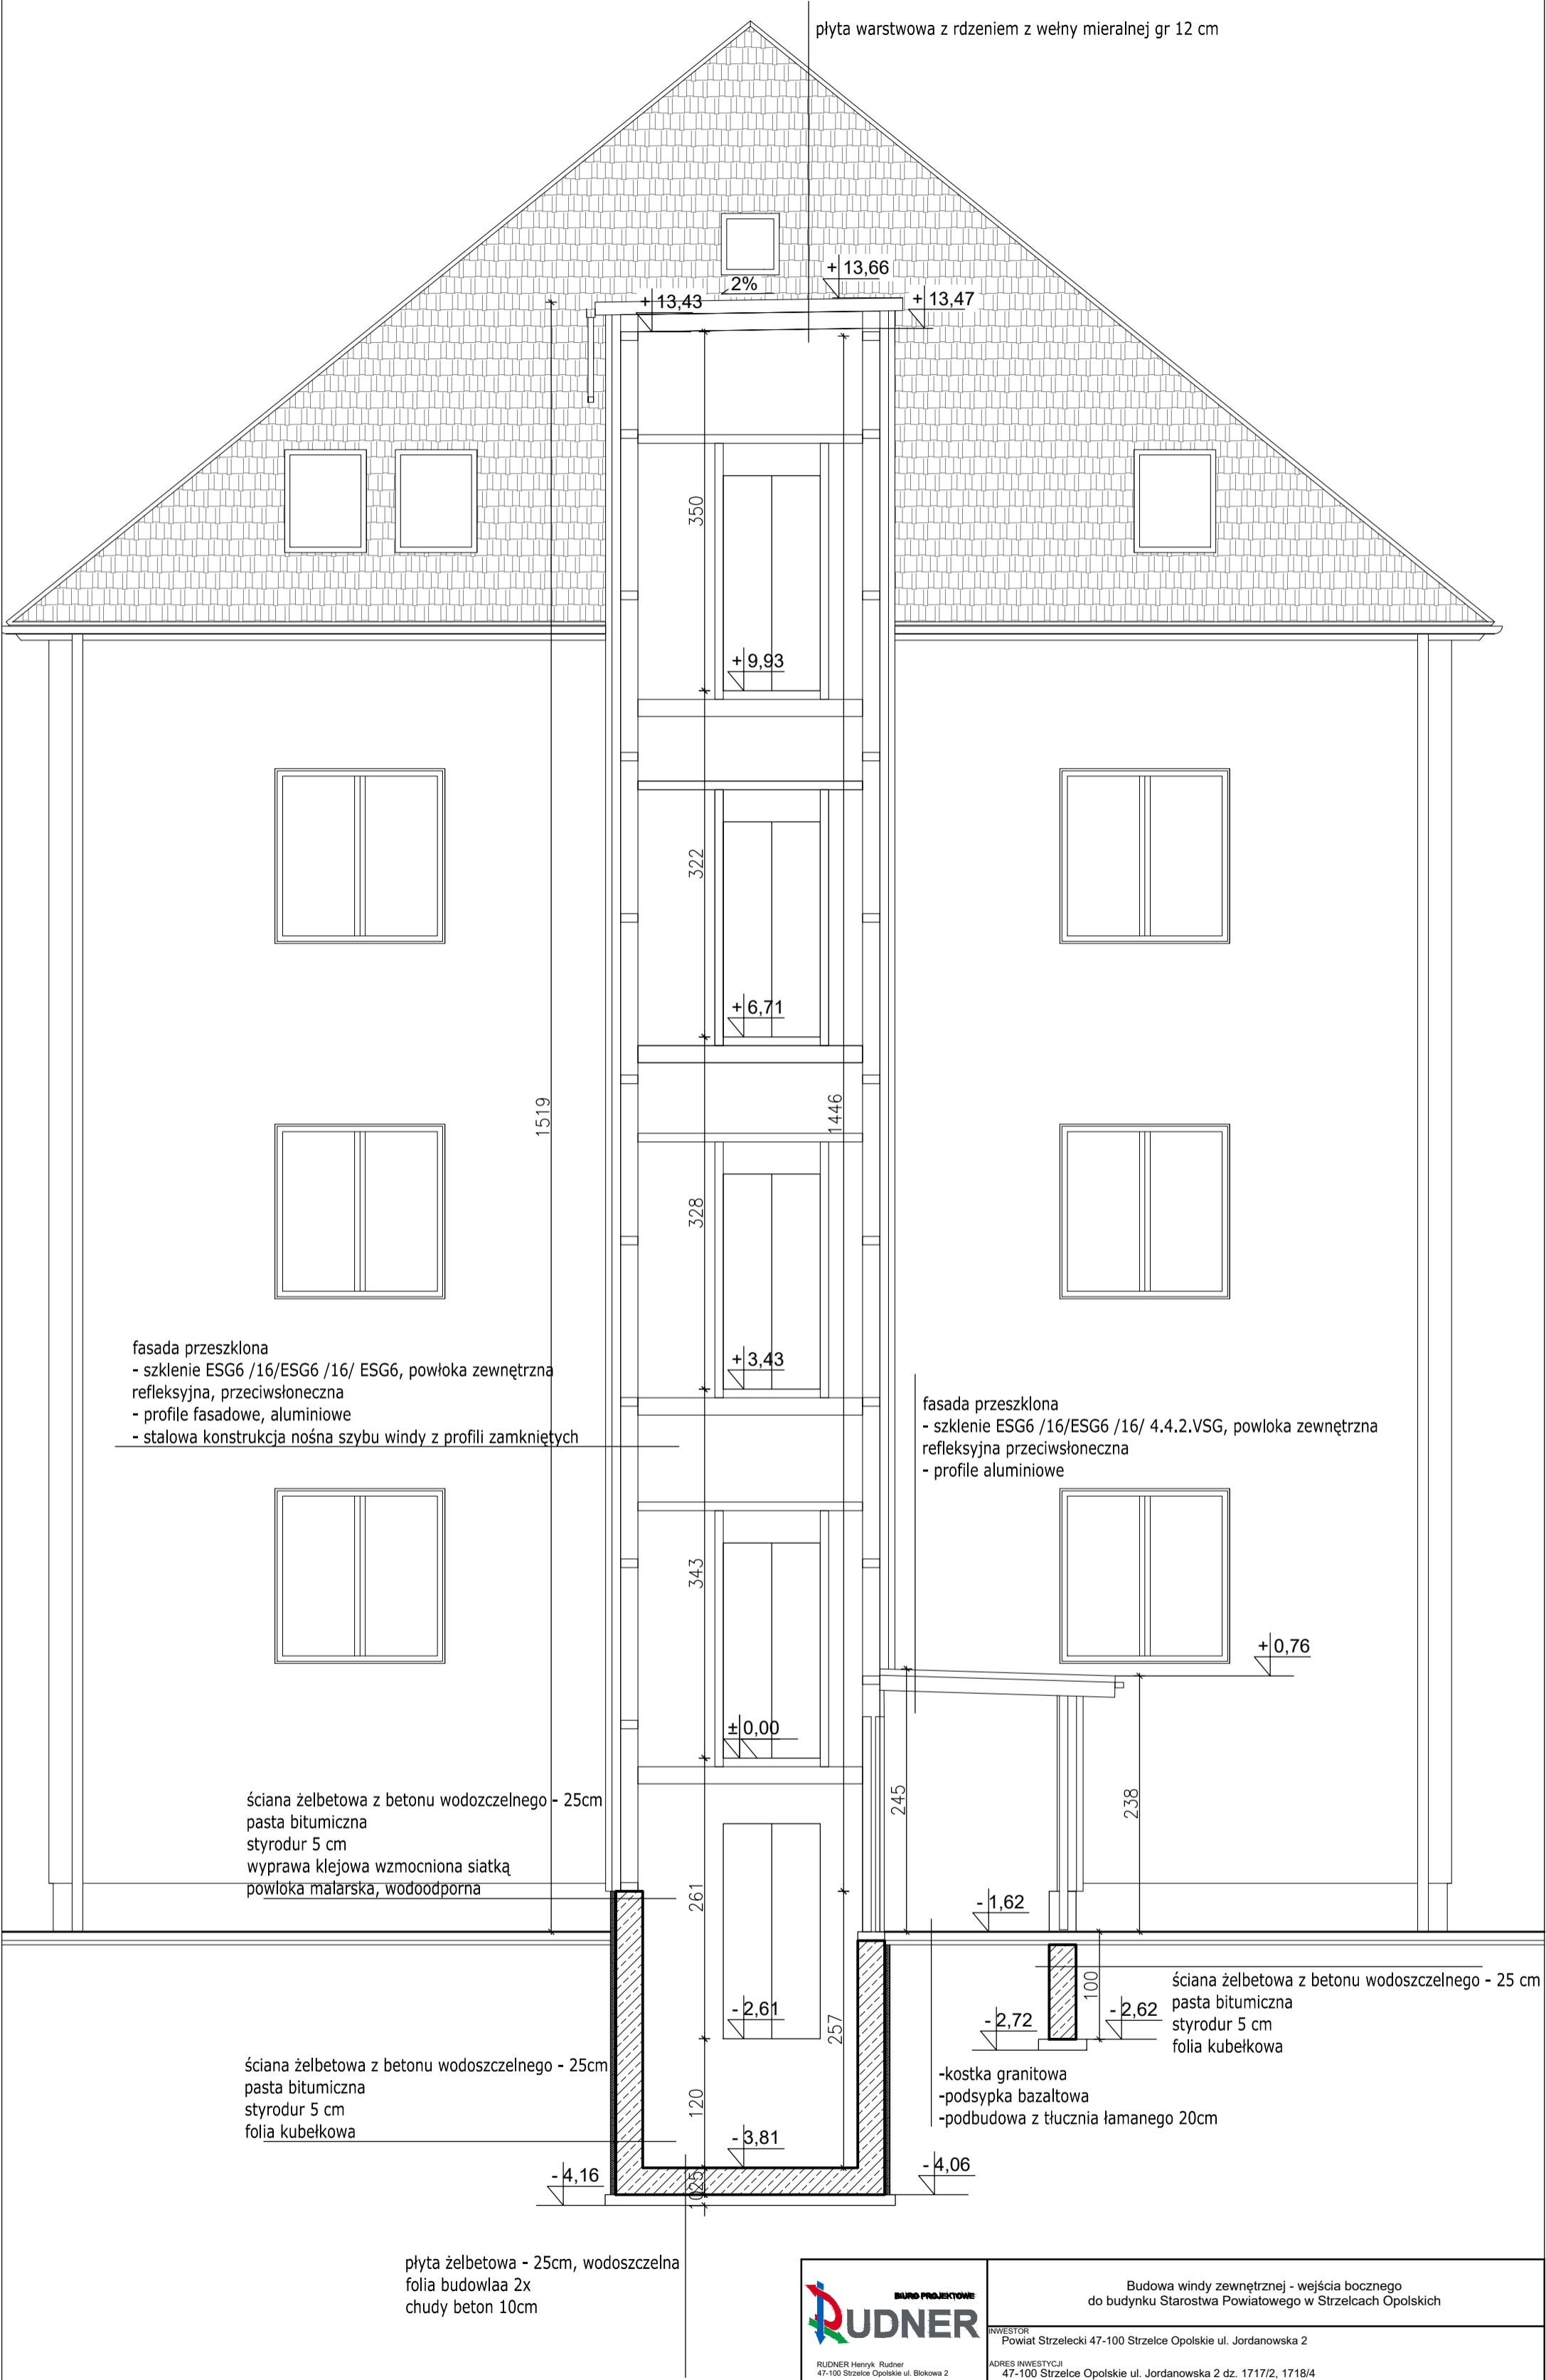 płyta warstwowa z rdzeniem z wełny mieralnej gr 12 cm
+ 13,66
2%
+ 13,43
+ 13,47
350
+ 9,93
322
+ 6,71
1519
1446
328
+ 3,43
fasada przeszklona
- szklenie ESG6 /16/ESG6 /16/ ESG6, powłoka zewnętrzna
refleksyjna, przeciwsłoneczna
- profile fasadowe, aluminiowe
- stalowa konstrukcja nośna szybu windy z profili zamkniętych
fasada przeszklona
- szklenie ESG6 /16/ESG6 /16/ 4.4.2.VSG, powloka zewnętrzna
refleksyjna przeciwsłoneczna
- profile aluminiowe
343
+ 0,76
± 0,00
245
238
ściana żelbetowa z betonu wodozczelnego - 25cm
pasta bitumiczna
styrodur 5 cm
wyprawa klejowa wzmocniona siatką
powloka malarska, wodoodporna
261
- 1,62
100
ściana żelbetowa z betonu wodoszczelnego - 25 cm
pasta bitumiczna
styrodur 5 cm
folia kubełkowa
- 2,61
257
- 2,72
- 2,62
ściana żelbetowa z betonu wodoszczelnego - 25cm
pasta bitumiczna
styrodur 5 cm
folia kubełkowa
-kostka granitowa
-podsypka bazaltowa
-podbudowa z tłucznia łamanego 20cm
120
- 3,81
- 4,16
- 4,06
1025
płyta żelbetowa - 25cm, wodoszczelna
folia budowlaa 2x
chudy beton 10cm
BIURO PROJEKTOWE
RUDNER
RUDNER Henryk Rudner
47-100 Strzelce Opolskie ul. Blokowa 2
Budowa windy zewnętrznej - wejścia bocznego
do budynku Starostwa Powiatowego w Strzelcach Opolskich
INWESTOR
Powiat Strzelecki 47-100 Strzelce Opolskie ul. Jordanowska 2
ADRES INWESTYCJI
47-100 Strzelce Opolskie ul. Jordanowska 2 dz. 1717/2, 1718/4